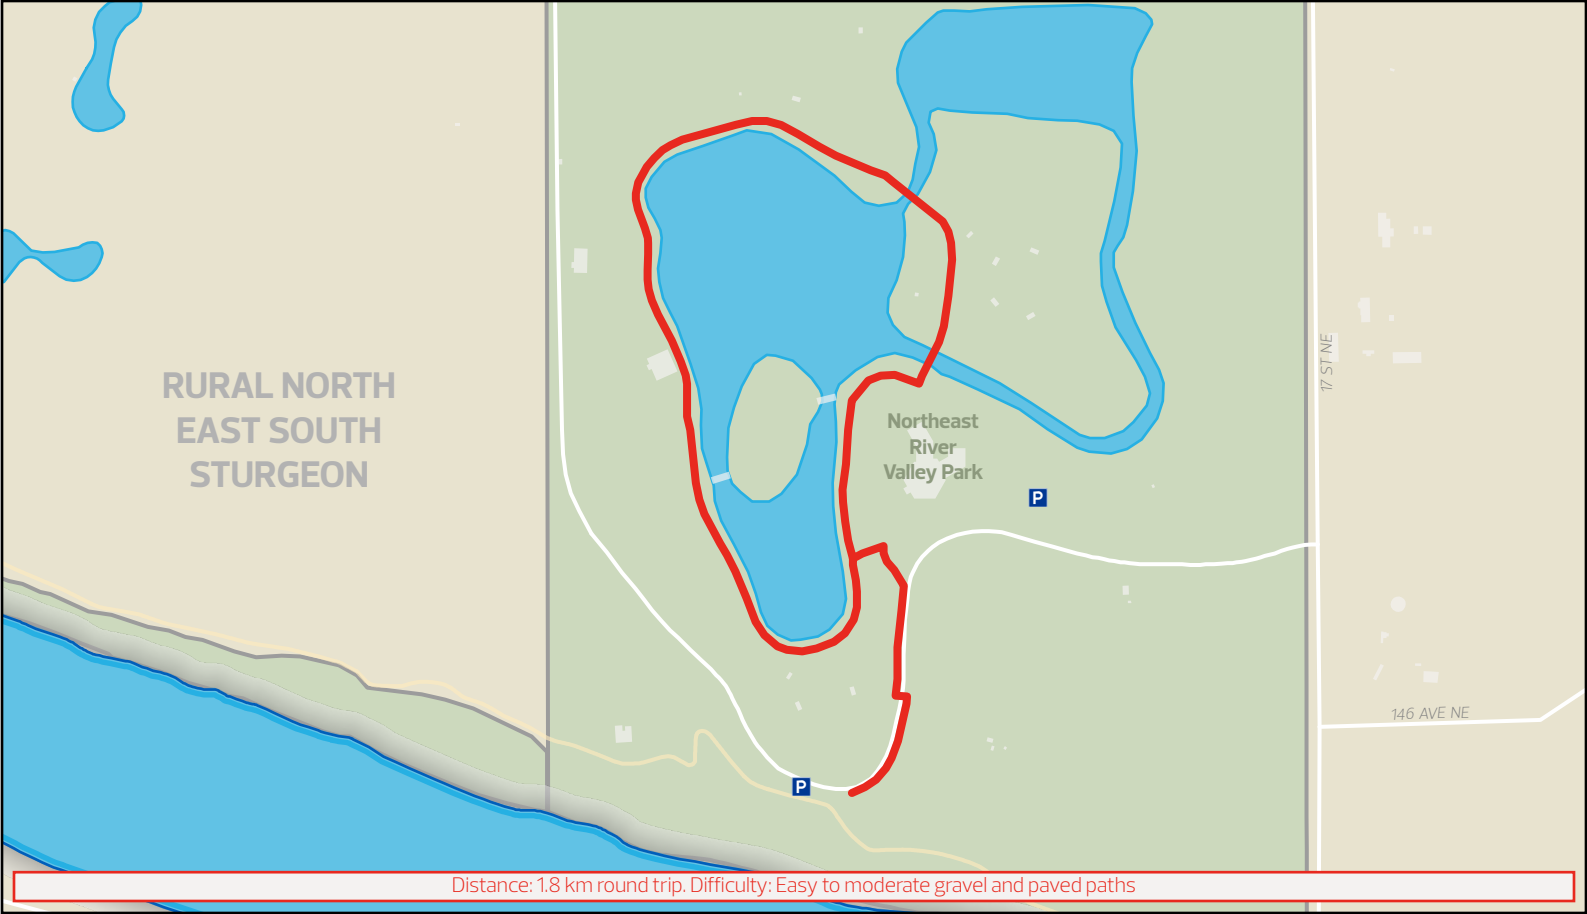 RURAL NORTH
EAST SOUTH
STURGEON
Northeast
River
Valley Park
P
17 ST NE
146 AVE NE
P
Distance: 1.8 km round trip. Difficulty: Easy to moderate gravel and paved paths